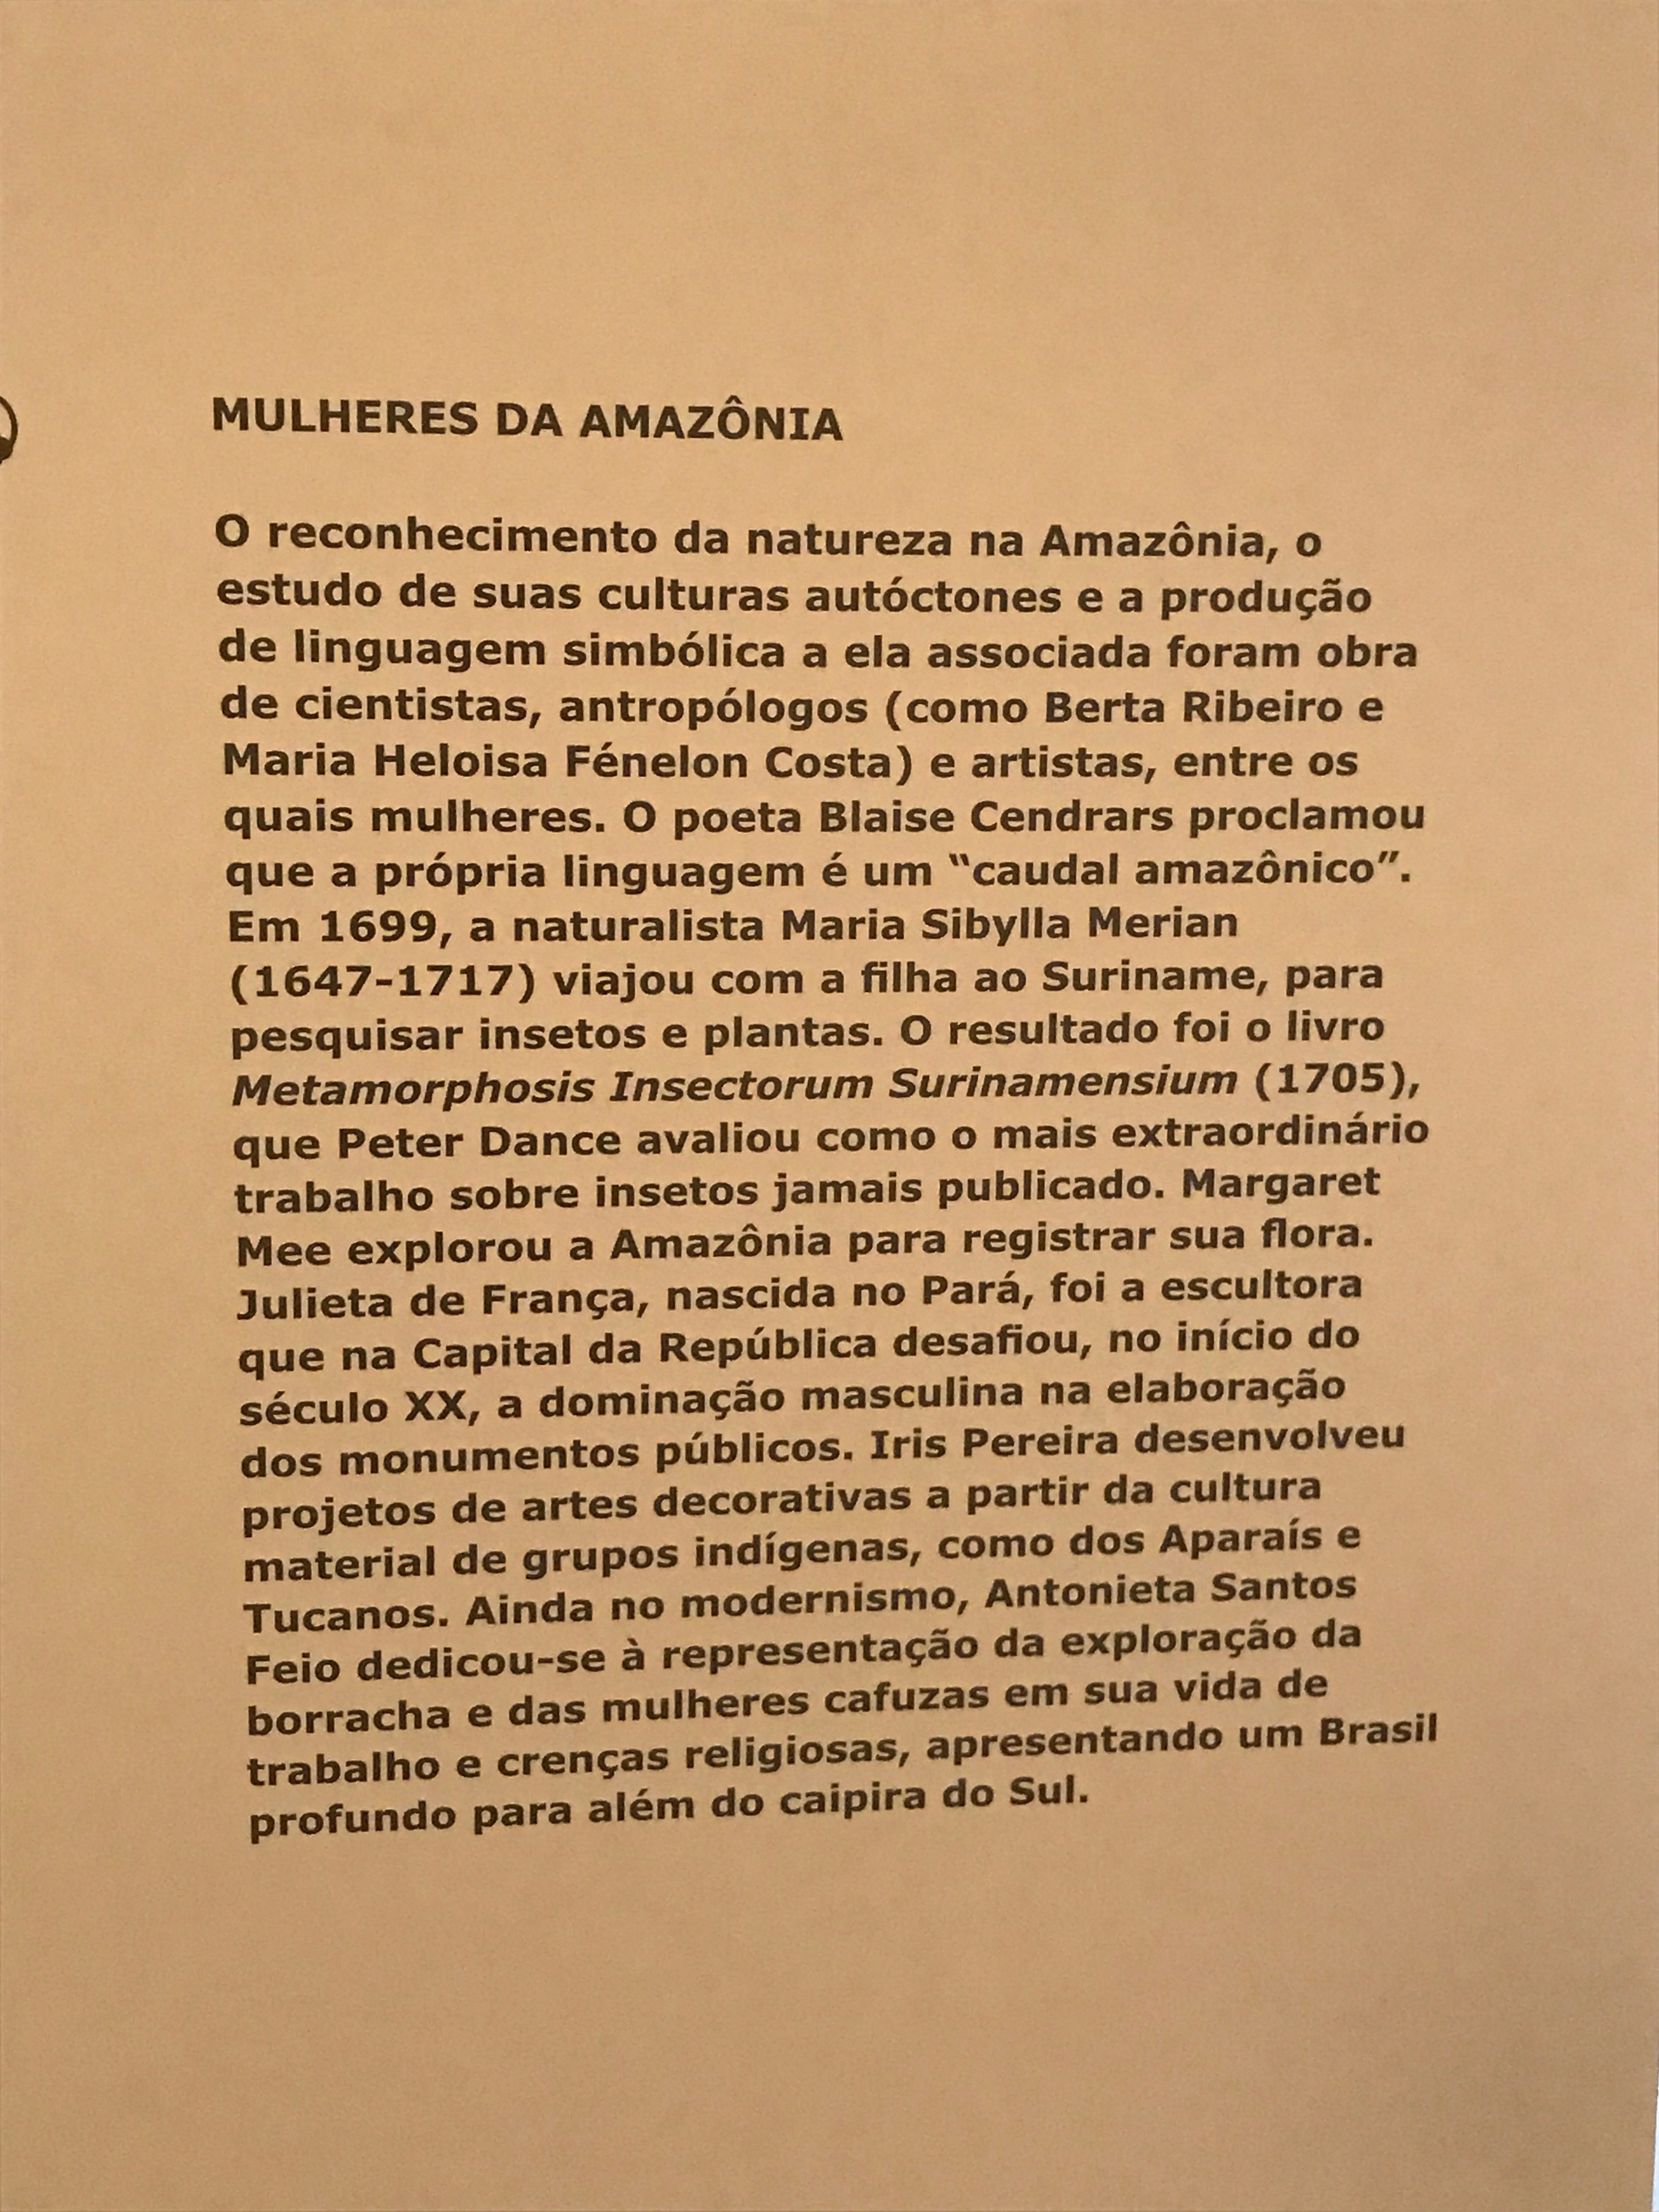 MULHERES DA AMAZÔNIA
O reconhecimento da natureza na Amazônia, o
estudo de suas culturas autóctones e a produção
de linguagem simbólica a ela associada foram obra
de cientistas, antropólogos (como Berta Ribeiro e
Maria Heloisa Fénelon Costa) e artistas, entre os
quais mulheres. O poeta Blaise Cendrars proclamou
que a própria linguagem é um “caudal amazônico”.
Em 1699, a naturalista Maria Sibylla Merian
(1647-1717) viajou com a filha ao Suriname, para
pesquisar insetos e plantas. O resultado foi o livro
Metamorphosis Insectorum Surinamensium (1705),
que Peter Dance avaliou como o mais extraordinário
trabalho sobre insetos jamais publicado. Margaret
Mee explorou a Amazônia para registrar sua flora.
Julieta de França, nascida no Pará, foi a escultora
que na Capital da República desafiou, no início do
século XX, a dominação masculina na elaboração
dos monumentos públicos. Iris Pereira desenvolveu
projetos de artes decorativas a partir da cultura
material de grupos indígenas, como dos Aparaís e
Tucanos. Ainda no modernismo, Antonieta Santos
Feio dedicou-se à representação da exploração da
borracha e das mulheres cafuzas em sua vida de
trabalho e crenças religiosas, apresentando um Brasil
profundo para além do caipira do Sul.